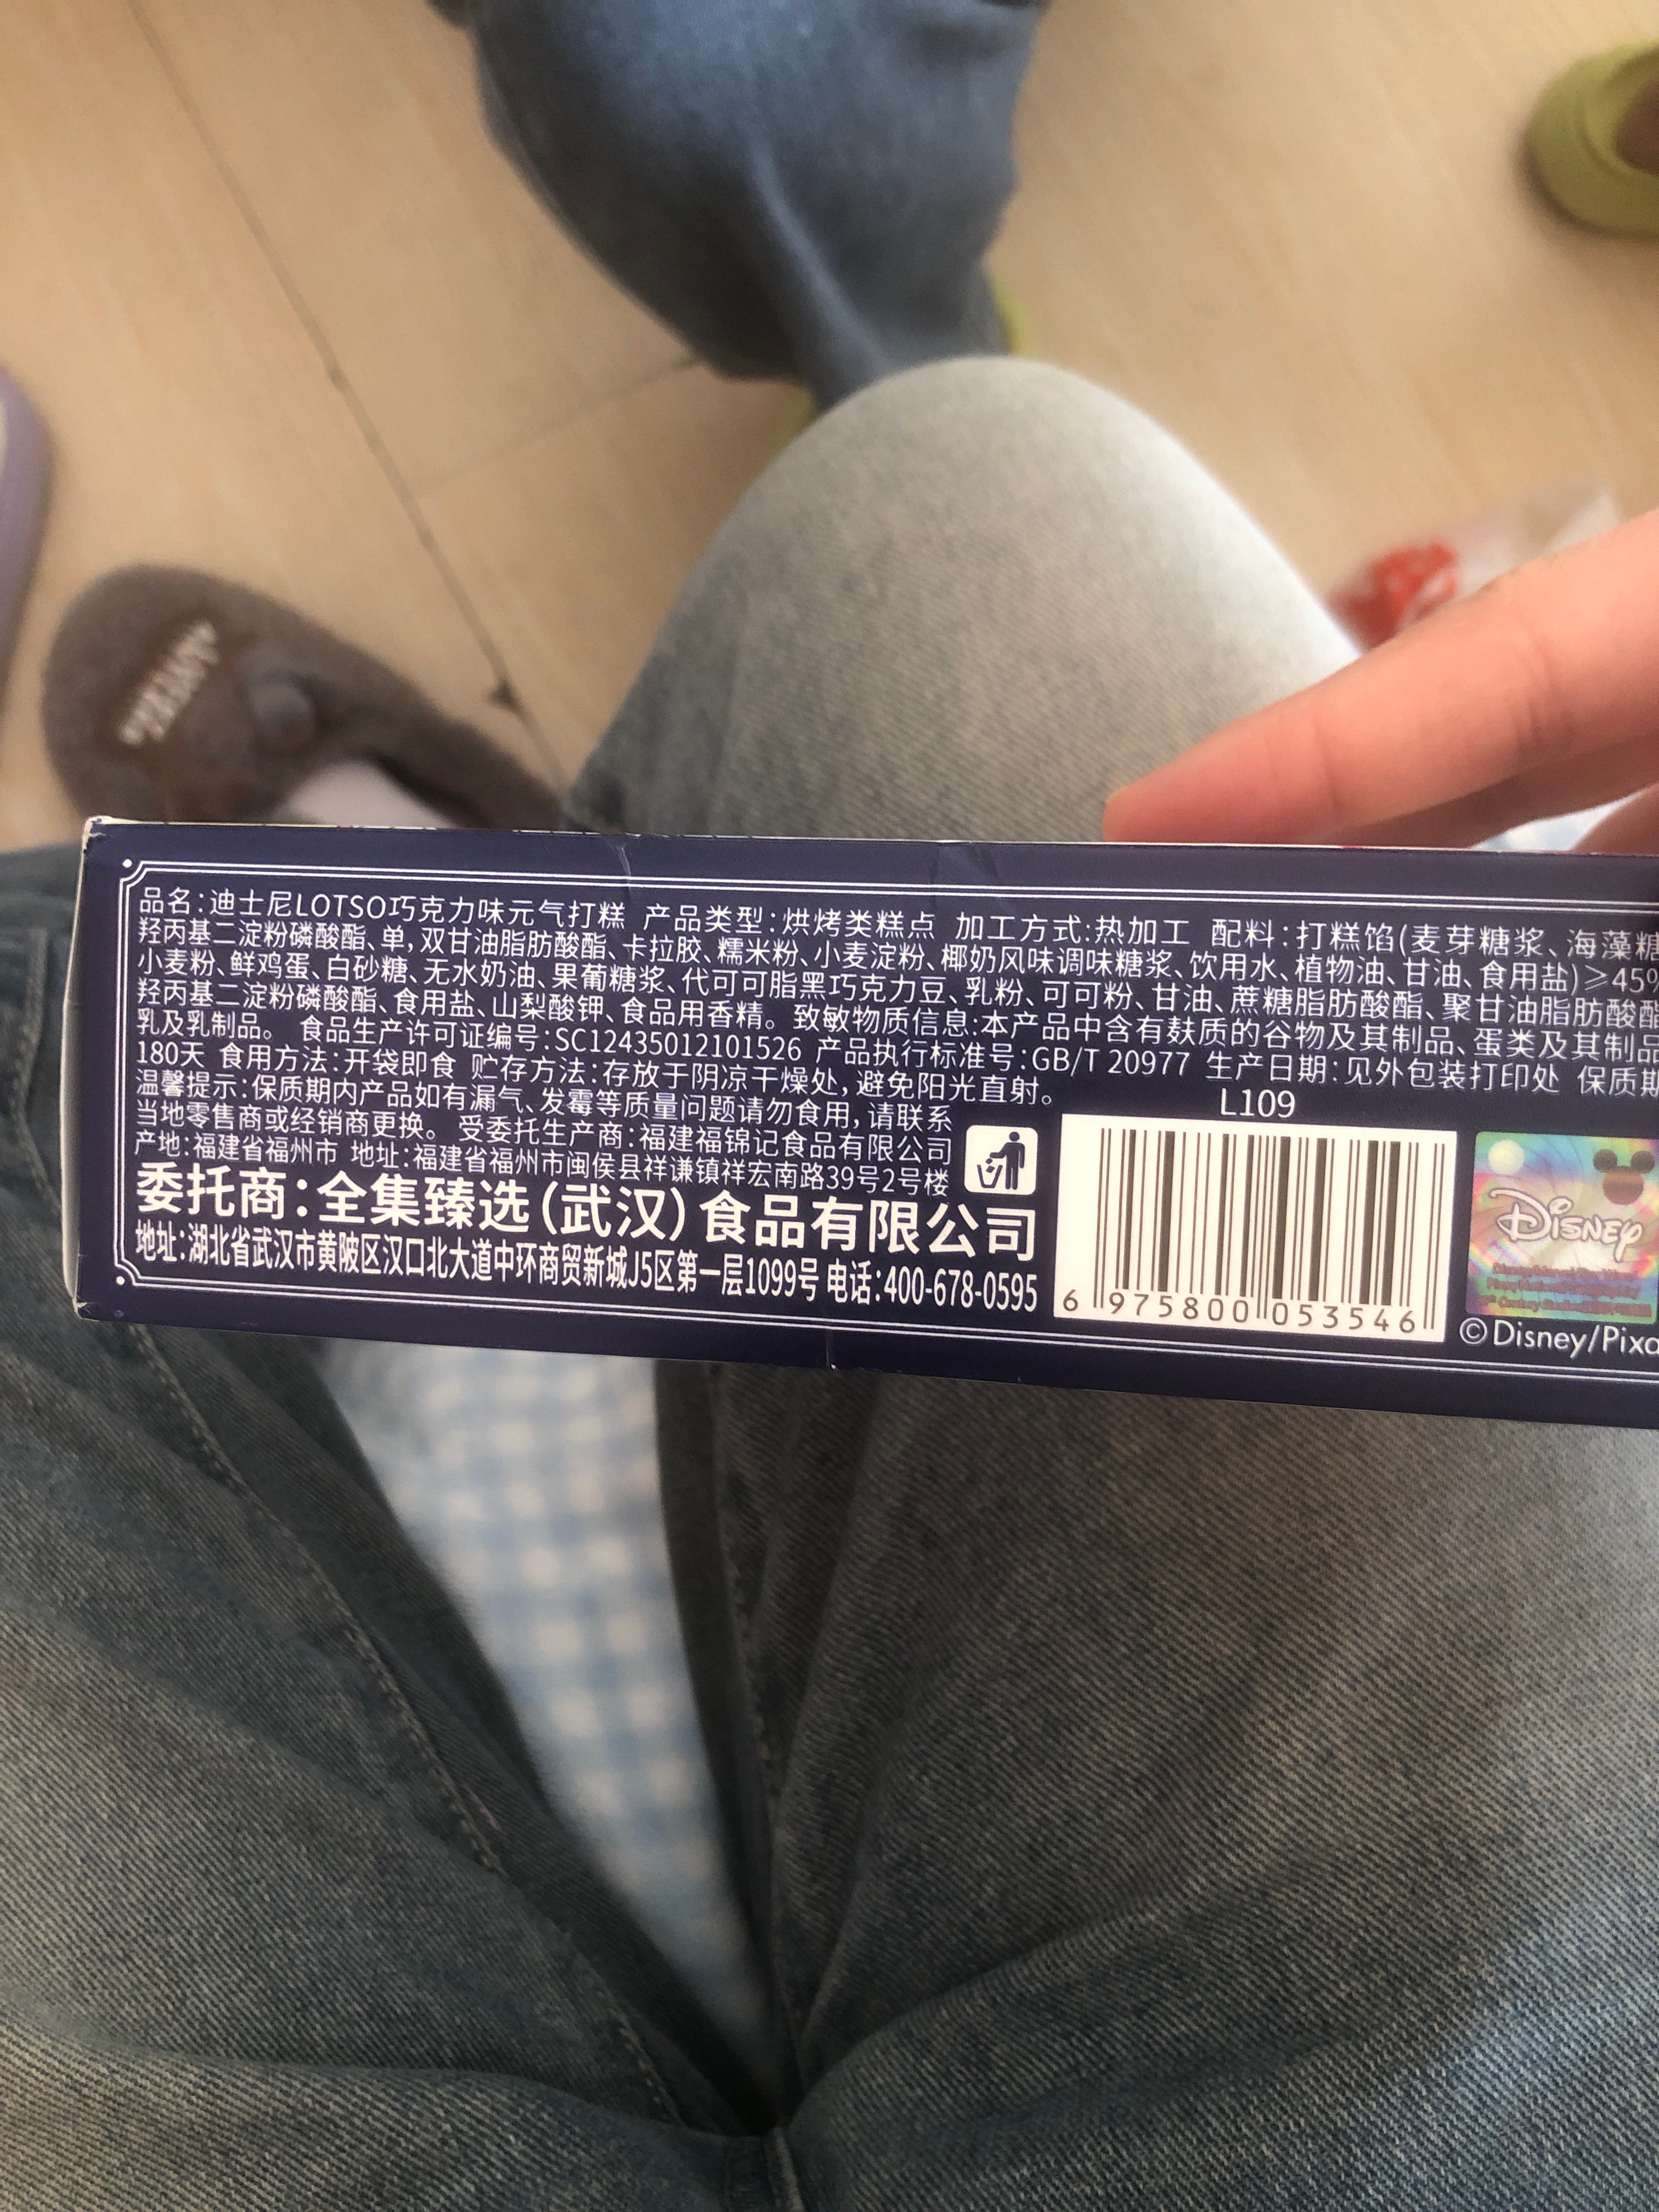 品名:迪士尼LOTSO巧克力味元气打糕 产品类型:烘烤类糕点 加工方式:热加工 配料:打糕馅(麦芽糖浆、海藻糖
羟丙基二淀粉磷酸酯、单,双甘油脂肪酸酯、卡拉胶、糯米粉、小麦淀粉、椰奶风味调味糖浆、饮用水、植物油、甘油、食用盐)≥45%
小麦粉、鲜鸡蛋、白砂糖、无水奶油、果葡糖浆、代可可脂黑巧克力豆、乳粉、可可粉、甘油、蔗糖脂肪酸酯、聚甘油脂肪酸酯
羟丙基二淀粉磷酸酯、食用盐、山梨酸钾、食品用香精。致敏物质信息:本产品中含有麸质的谷物及其制品、蛋类及其制品
乳及乳制品。 食品生产许可证编号:SC12435012101526 产品执行标准号:GB/T 20977 生产日期:见外包装打印处 保质期
180天 食用方法:开袋即食 贮存方法:存放于阴凉干燥处,避免阳光直射。
温馨提示:保质期内产品如有漏气、发霉等质量问题请勿食用,请联系
当地零售商或经销商更换。 受委托生产商:福建福锦记食品有限公司
产地:福建省福州市 地址:福建省福州市闽侯县祥谦镇祥宏南路39号2号楼
委托商:全集臻选(武汉)食品有限公司
地址:湖北省武汉市黄陂区汉口北大道中环商贸新城J5区第一层1099号 电话:400-678-0595
L109
6 975800 053546
Disney
©Disney/Pixa